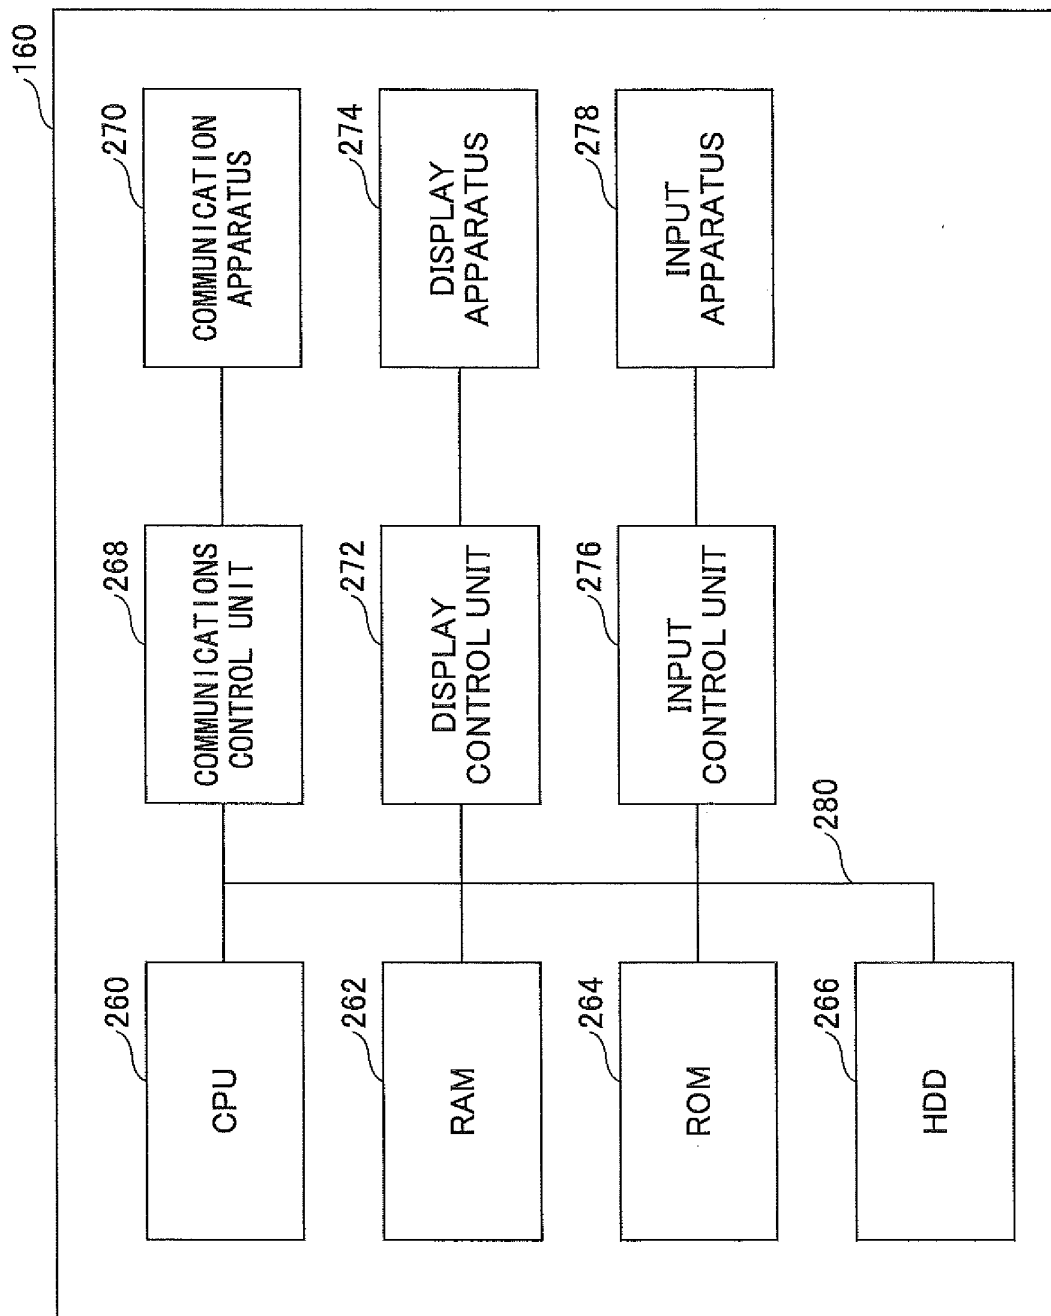 160
260
CPU
268
COMMUNICATIONS
CONTROL UNIT
270
COMMUNICATION
APPARATUS
262
RAM
272
DISPLAY
CONTROL UNIT
274
DISPLAY
APPARATUS
264
ROM
276
INPUT
CONTROL UNIT
278
INPUT
APPARATUS
266
HDD
280